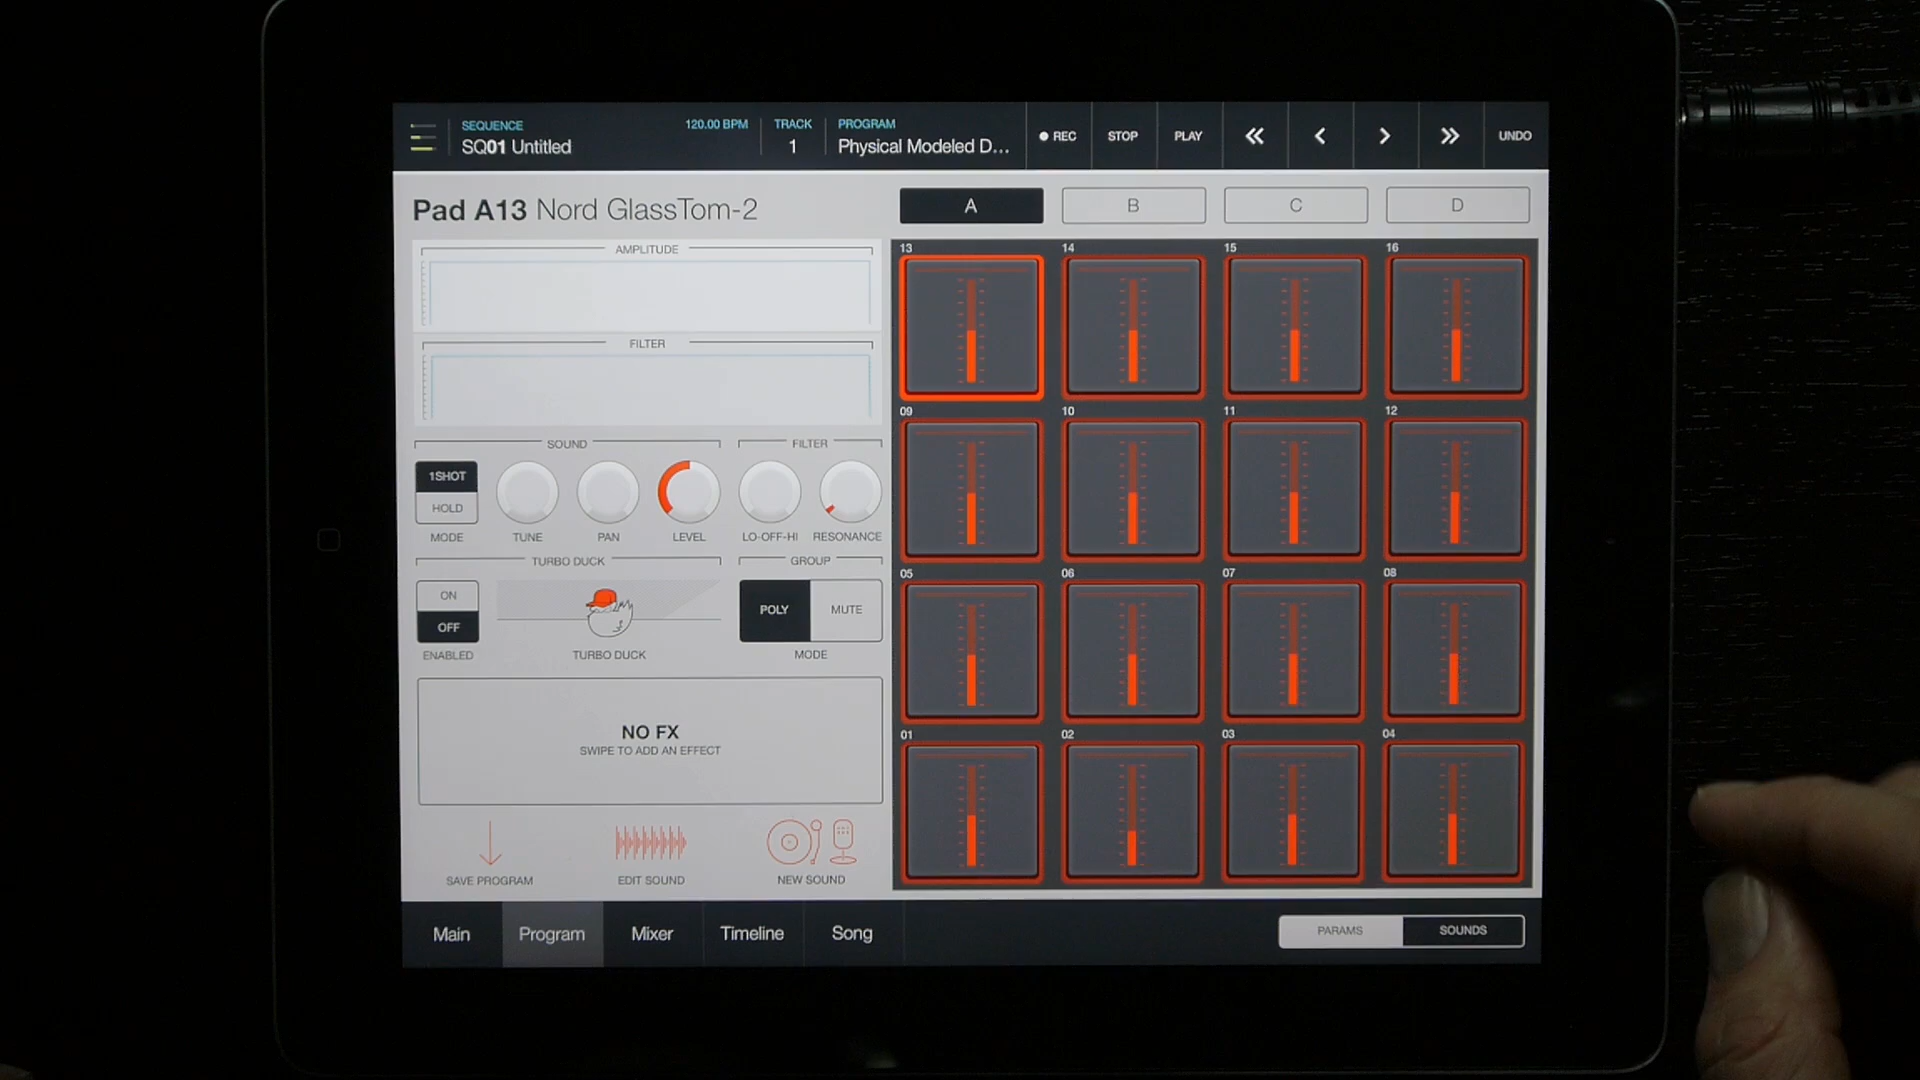 SEQUENCE
SQ01 Untitled
120.00 BPM
TRACK
1
PROGRAM
Physical Modeled D...
REC
STOP
PLAY
UNDO
Pad A13 Nord GlassTom-2
A
B
C
D
AMPLITUDE
FILTER
SOUND
FILTER
1SHOT
HOLD
MODE
TUNE
PAN
LEVEL
LO-OFF-HI
RESONANCE
TURBO DUCK
GROUP
ON
OFF
ENABLED
TURBO DUCK
POLY
MUTE
MODE
NO FX
SWIPE TO ADD AN EFFECT
SAVE PROGRAM
EDIT SOUND
NEW SOUND
13
14
15
16
09
10
11
12
05
06
07
08
01
02
03
04
Main
Program
Mixer
Timeline
Song
PARAMS
SOUNDS